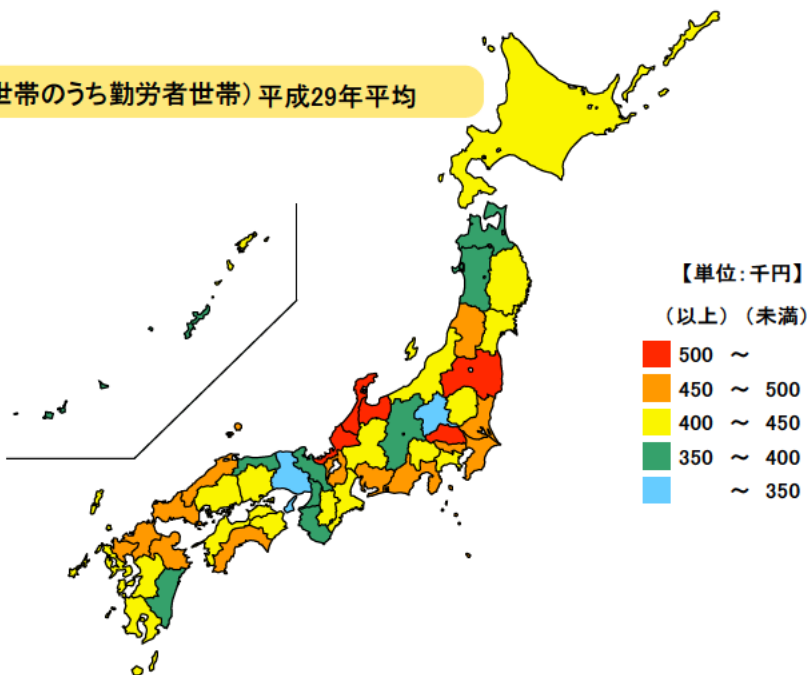 世帯のうち勤労者世帯）平成29年平均
【単位：千円】
（以上）（未満）
500 ～
450 ～ 500
400 ～ 450
350 ～ 400
～ 350